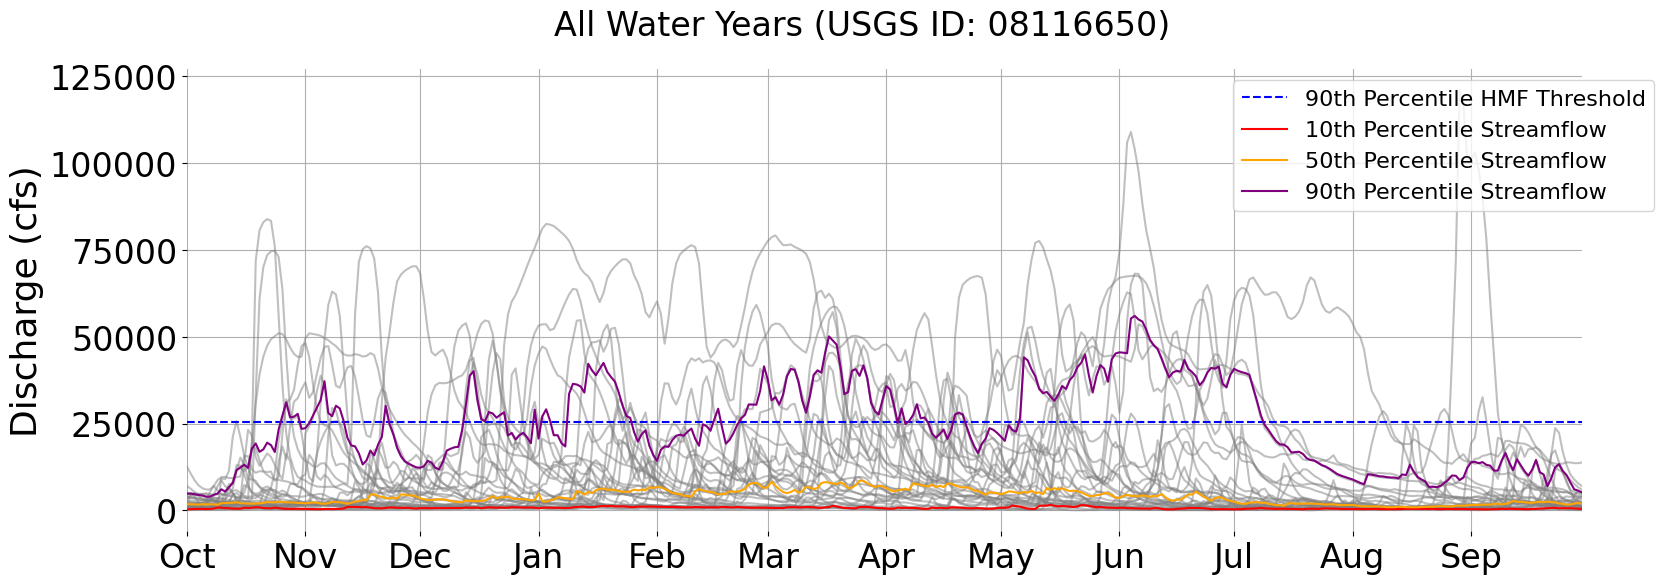 All Water Years (USGS ID: 08116650)
Discharge (cfs)
125000
100000
75000
50000
25000
0
90th Percentile HMF Threshold
10th Percentile Streamflow
50th Percentile Streamflow
90th Percentile Streamflow
Oct Nov Dec Jan Feb Mar Apr May Jun Jul Aug Sep